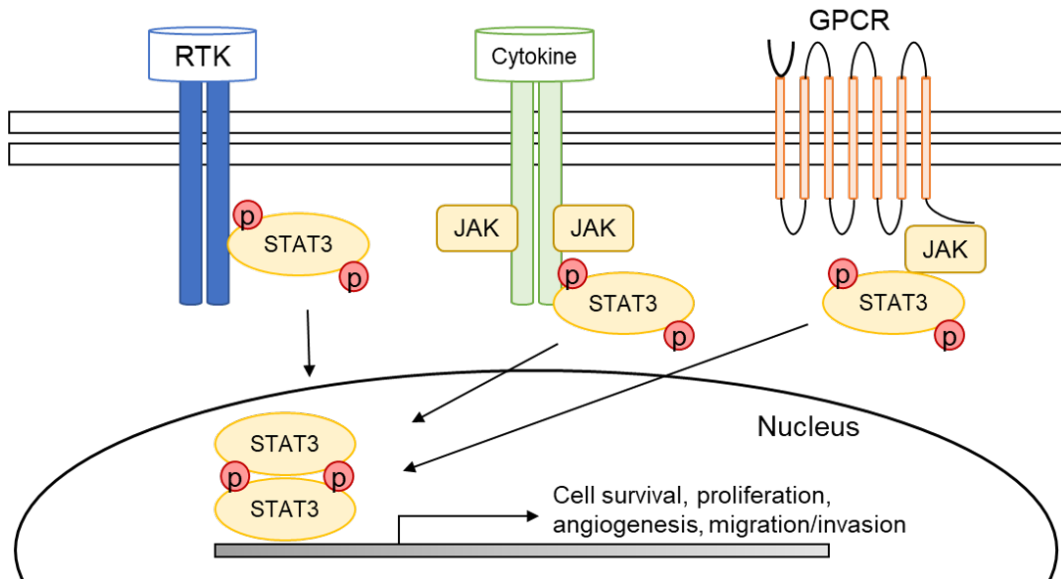 RTK
Cytokine
GPCR
p
STAT3
p
JAK
JAK
p
STAT3
p
JAK
p
STAT3
p
Nucleus
STAT3
p
p
STAT3
Cell survival, proliferation,
angiogenesis, migration/invasion